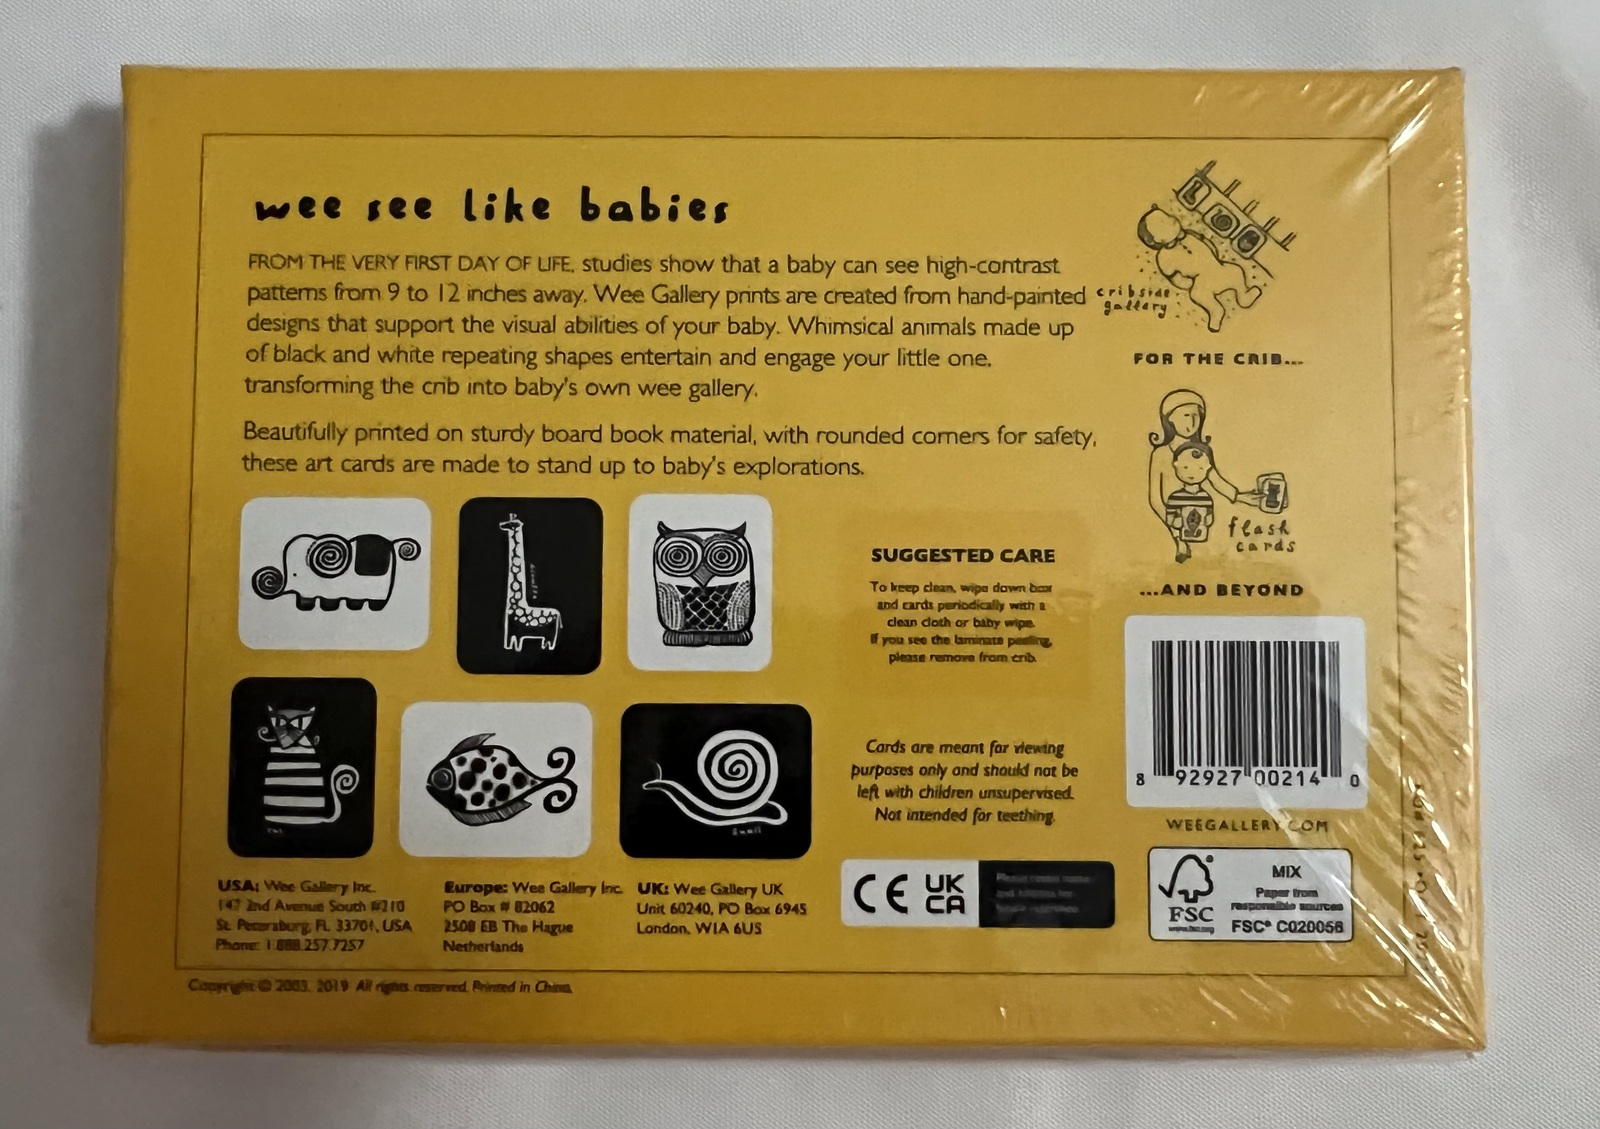 wee see like babies
FROM THE VERY FIRST DAY OF LIFE, studies show that a baby can see high-contrast
patterns from 9 to 12 inches away. Wee Gallery prints are created from hand-painted
designs that support the visual abilities of your baby. Whimsical animals made up
of black and white repeating shapes entertain and engage your little one,
transforming the crib into baby's own wee gallery.
Beautifully printed on sturdy board book material, with rounded corners for safety,
these art cards are made to stand up to baby's explorations.
cribside
gallery
FOR THE CRIB...
flash
cards
...AND BEYOND
SUGGESTED CARE
To keep clean, wipe down box
and cards periodically with a
clean cloth or baby wipe.
If you see the laminate peeling,
please remove from crib.
Cards are meant for viewing
purposes only and should not be
left with children unsupervised.
Not intended for teething.
8 92927 00214 0
WEEGALLERY.COM
Snail
USA: Wee Gallery Inc.
147 2nd Avenue South #210
St. Petersburg, FL 33701, USA
Phone: 1.888.257.7257
Europe: Wee Gallery Inc.
PO Box # 82062
2508 EB The Hague
Netherlands
UK: Wee Gallery UK
Unit 60240, PO Box 6945
London, W1A 6US
CE UK
CA
FSC
www.fsc.org
MIX
Paper from
responsible sources
FSC® C020056
Copyright © 2003, 2019 All rights reserved. Printed in China.